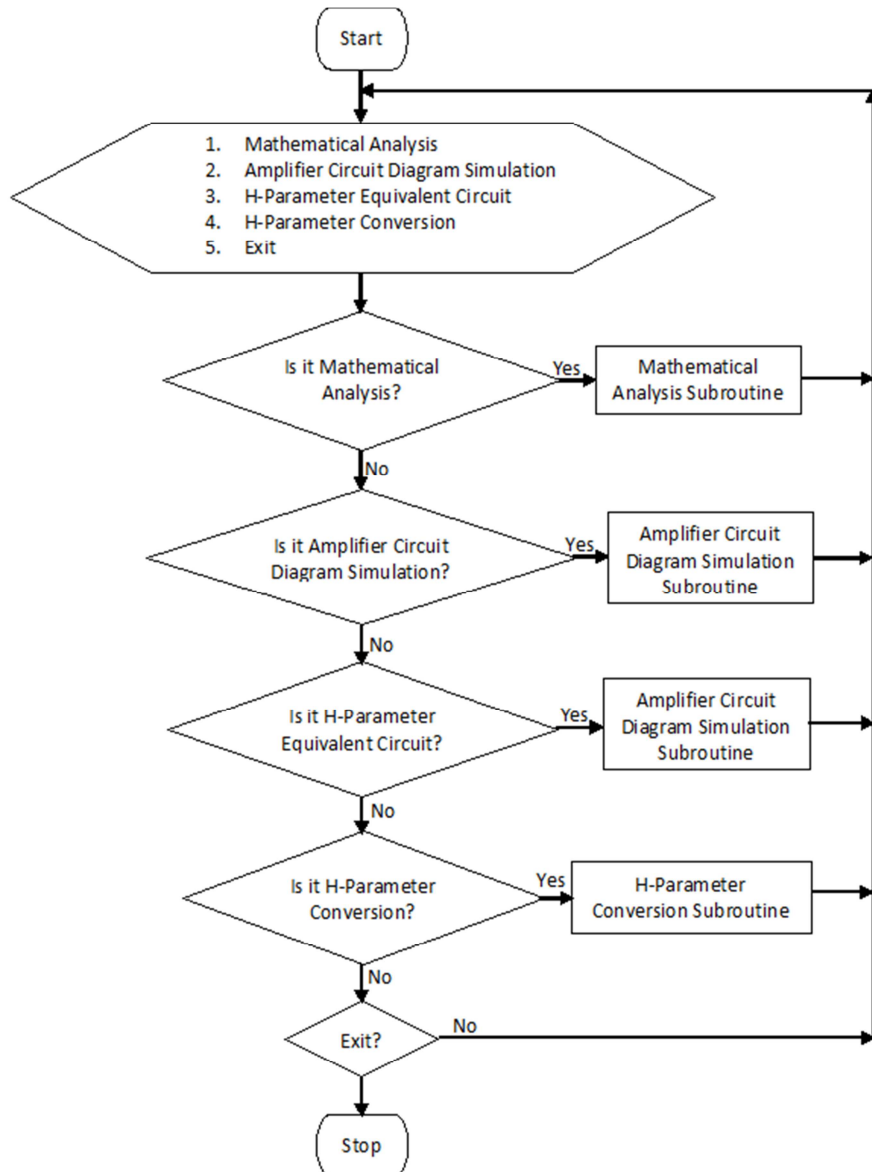 Start
1. Mathematical Analysis
2. Amplifier Circuit Diagram Simulation
3. H-Parameter Equivalent Circuit
4. H-Parameter Conversion
5. Exit
Is it Mathematical
Analysis?
Yes
Mathematical
Analysis Subroutine
No
Is it Amplifier Circuit
Diagram Simulation?
Yes
Amplifier Circuit
Diagram Simulation
Subroutine
No
Is it H-Parameter
Equivalent Circuit?
Yes
Amplifier Circuit
Diagram Simulation
Subroutine
No
Is it H-Parameter
Conversion?
Yes
H-Parameter
Conversion Subroutine
No
Exit?
No
Stop